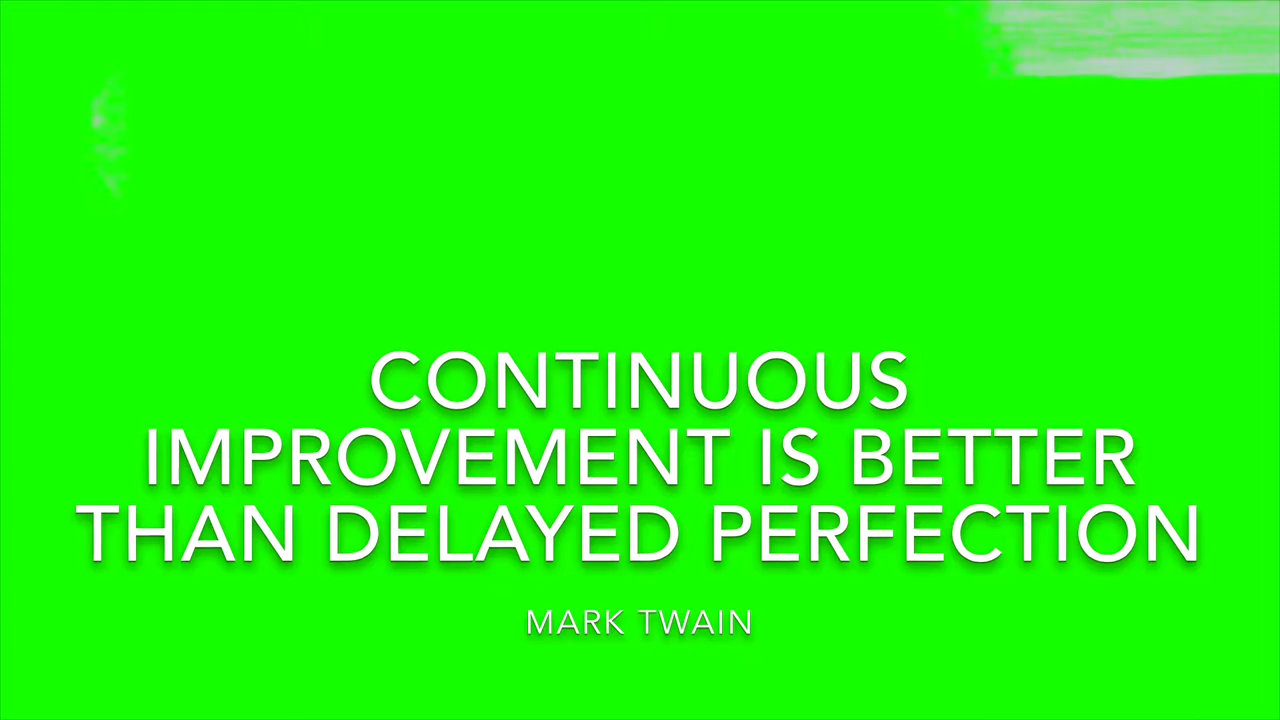 CONTINUOUS
IMPROVEMENT IS BETTER
THAN DELAYED PERFECTION
MARK TWAIN